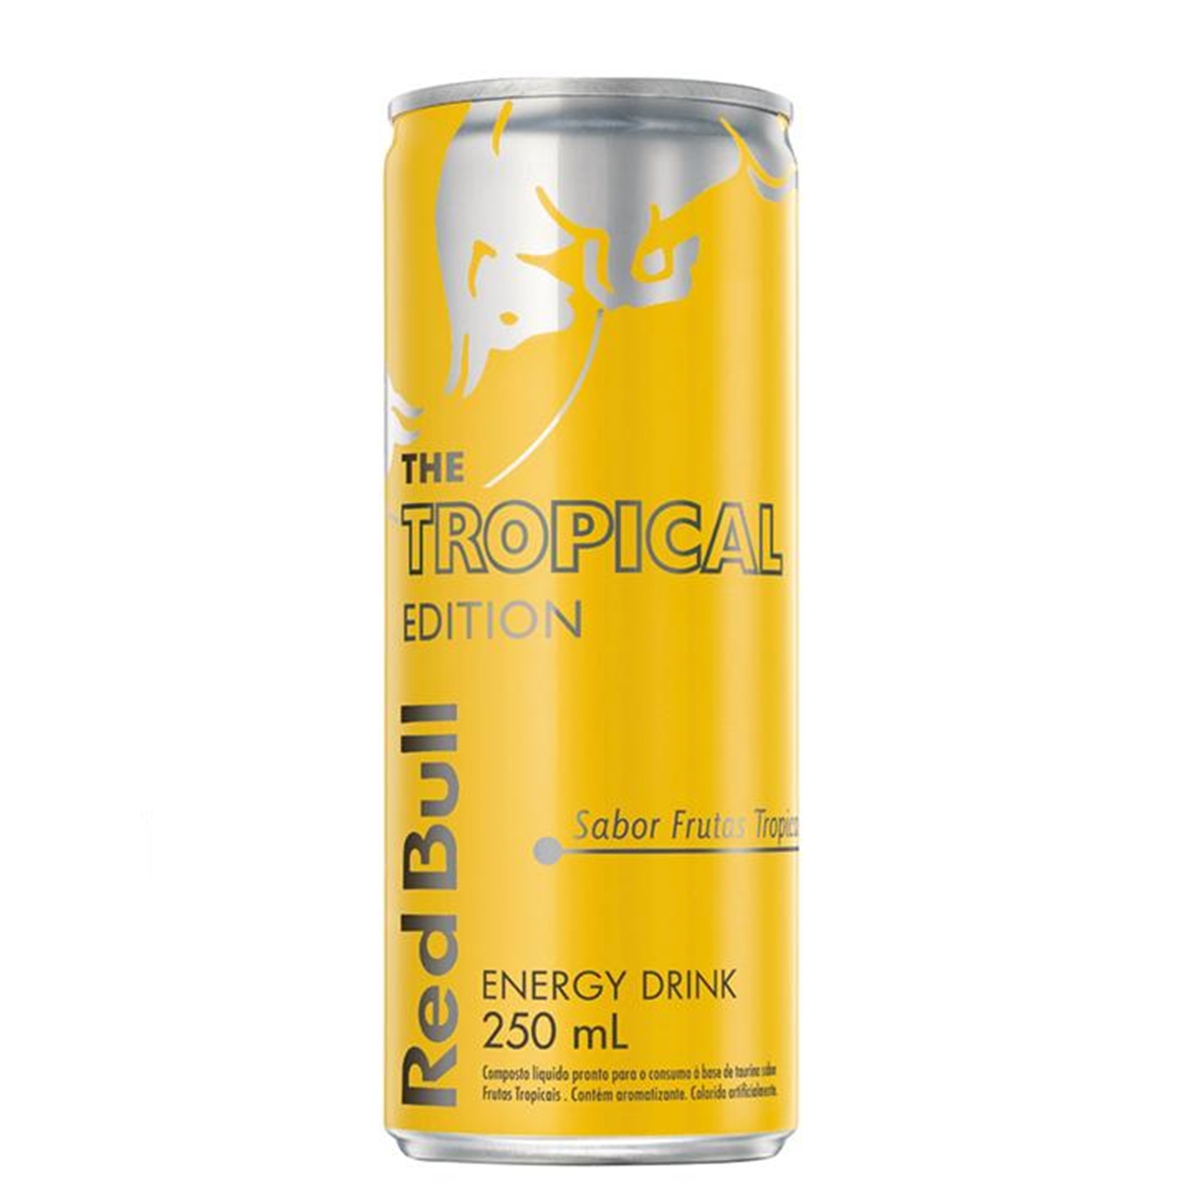 THE
TROPICAL
EDITION
Red Bull
Sabor Frutas Tropica
ENERGY DRINK
250 mL
Composto líquido pronto para o consumo à base de taurina sabor
Frutas Tropicais . Contém aromatizante. Colorido artificialmente.